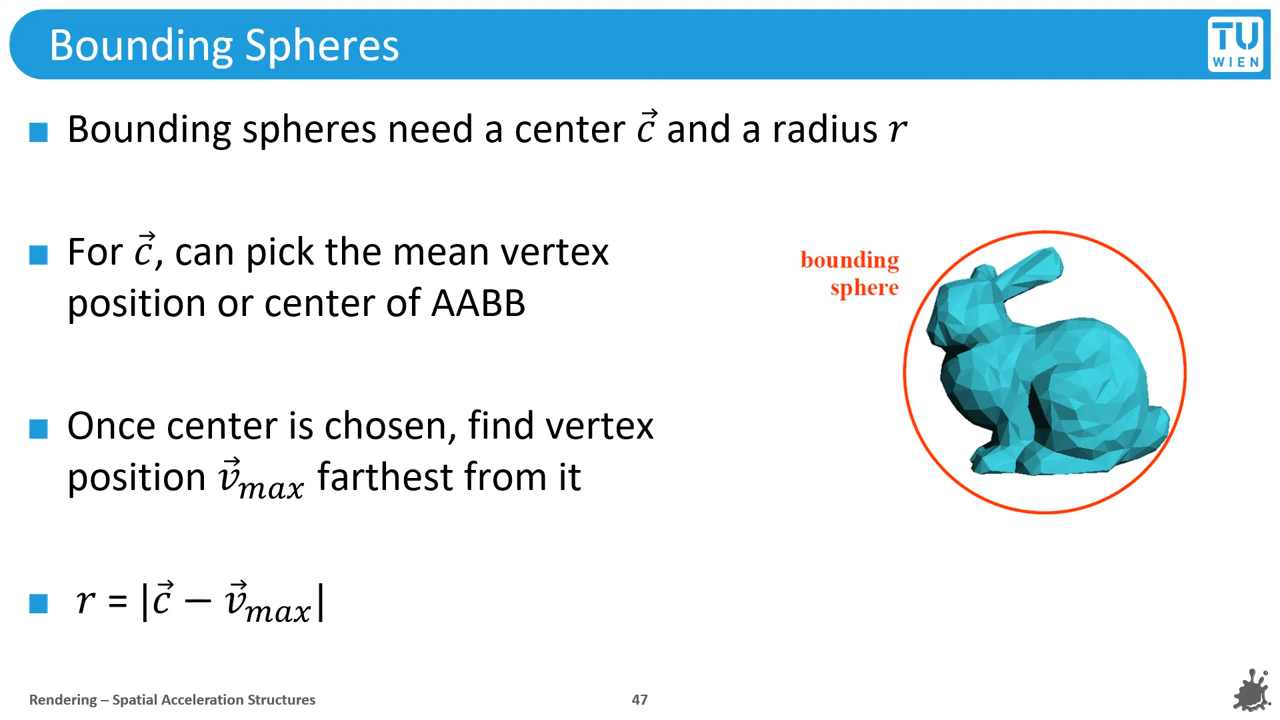 Bounding Spheres
TU
WIEN
Bounding spheres need a center c⃗ and a radius r
For c⃗, can pick the mean vertex
position or center of AABB
bounding
sphere
Once center is chosen, find vertex
position v⃗max farthest from it
r = |c⃗ − v⃗max|
Rendering – Spatial Acceleration Structures
47